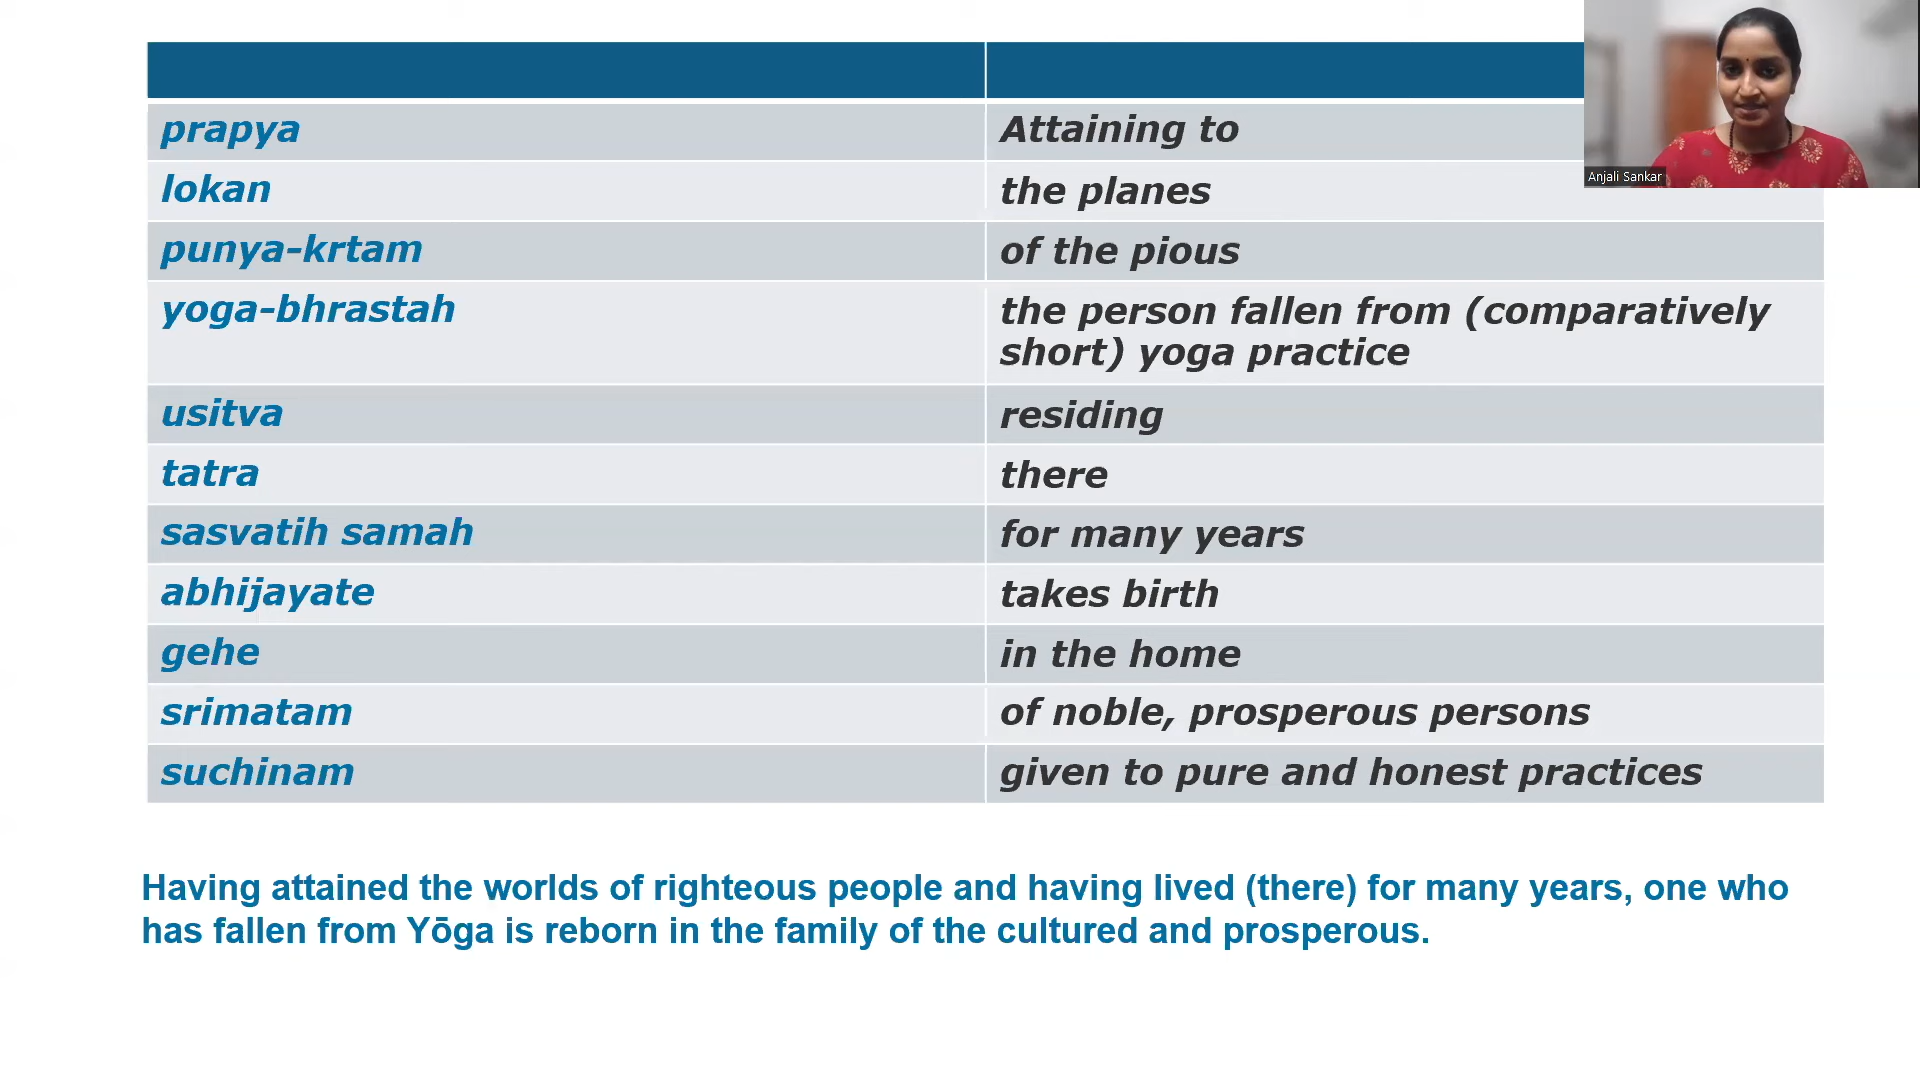 prapya Attaining to
lokan the planes
punya-krtam of the pious
yoga-bhrastah the person fallen from (comparatively
short) yoga practice
usitva residing
tatra there
sasvatih samah for many years
abhijayate takes birth
gehe in the home
srimatam of noble, prosperous persons
suchinam given to pure and honest practices
Having attained the worlds of righteous people and having lived (there) for many years, one who
has fallen from Yōga is reborn in the family of the cultured and prosperous.
Anjali Sankar